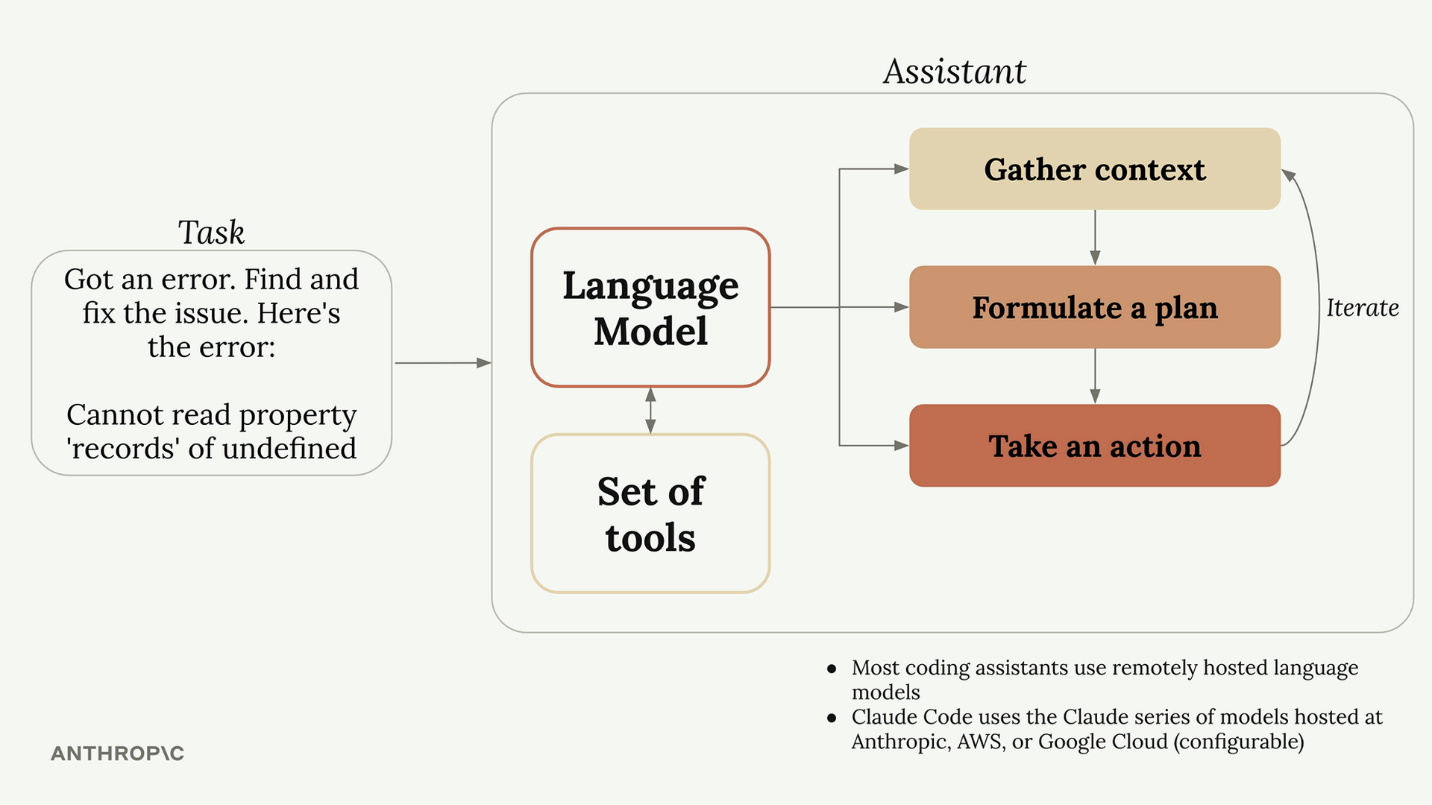 Assistant
Task
Got an error. Find and
fix the issue. Here's
the error:
Cannot read property
'records' of undefined
Language
Model
Set of
tools
Gather context
Formulate a plan
Take an action
Iterate
● Most coding assistants use remotely hosted language
models
● Claude Code uses the Claude series of models hosted at
Anthropic, AWS, or Google Cloud (configurable)
ANTHROP\C